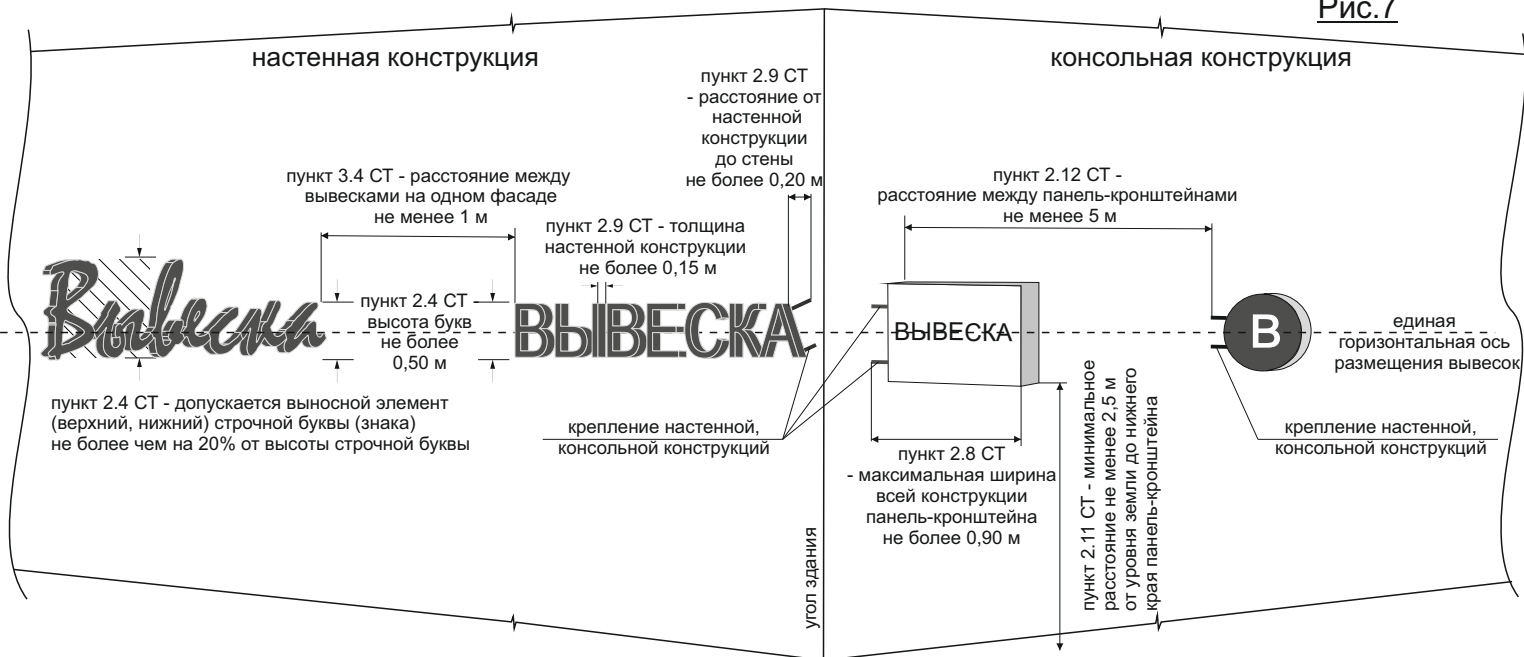 Рис.7
настенная конструкция
консольная конструкция
пункт 2.9 СТ
- расстояние от
настенной
конструкции
до стены
не более 0,20 м
пункт 3.4 СТ - расстояние между
вывесками на одном фасаде
не менее 1 м
пункт 2.9 СТ - толщина
настенной конструкции
не более 0,15 м
пункт 2.12 СТ -
расстояние между панель-кронштейнами
не менее 5 м
Вывеска
пункт 2.4 СТ -
высота букв
не более
0,50 м
ВЫВЕСКА
ВЫВЕСКА
В
единая
горизонтальная ось
размещения вывесок
пункт 2.4 СТ - допускается выносной элемент
(верхний, нижний) строчной буквы (знака)
не более чем на 20% от высоты строчной буквы
крепление настенной,
консольной конструкций
пункт 2.8 СТ
- максимальная ширина
всей конструкции
панель-кронштейна
не более 0,90 м
пункт 2.11 СТ - минимальное
расстояние не менее 2,5 м
от уровня земли до нижнего
края панель-кронштейна
крепление настенной,
консольной конструкций
угол здания